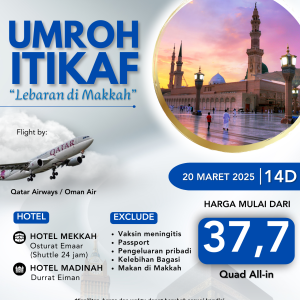 UMROH
ITIKAF
"Lebaran di Makkah"
Flight by:
QATAR
Qatar Airways / Oman Air
20 MARET 2025 | 14D
HARGA MULAI DARI
37,7
Quad All-in
HOTEL
HOTEL MEKKAH
Osturat Emaar
(Shuttle 24 jam)
HOTEL MADINAH
Durrat Eiman
EXCLUDE
• Vaksin meningitis
• Passport
• Pengeluaran pribadi
• Kelebihan Bagasi
• Makan di Makkah